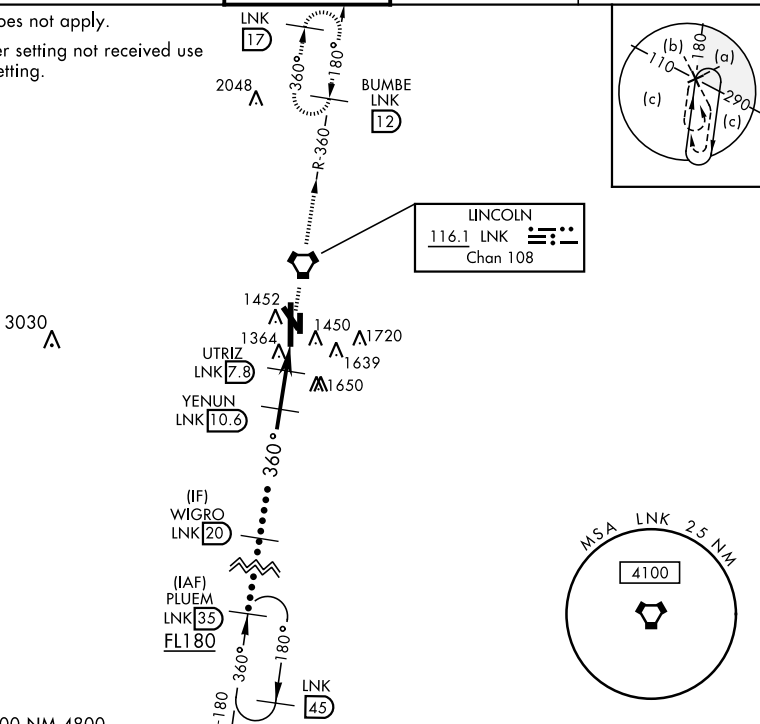 oes not apply.
er setting not received use
etting.
LNK
17
360°
180°
2048
BUMBE
LNK
12
R-360
(b)
180
(a)
110
(c)
290
(c)
LINCOLN
116.1 LNK
Chan 108
3030
1452
1450
1720
1364
1639
UTRIZ
LNK 7.8
1650
YENUN
LNK 10.6
360°
(IF)
WIGRO
LNK 20
(IAF)
PLUEM
LNK 35
FL180
360°
180°
LNK
45
-180
MSA LNK 25 NM
4100
00 NM 4800